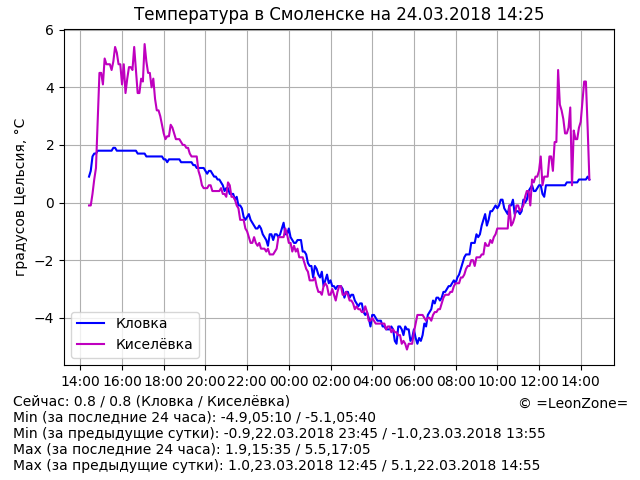 Температура в Смоленске на 24.03.2018 14:25
градусов Цельсия, °C
6
4
2
0
−2
−4
Кловка
Киселёвка
14:00 16:00 18:00 20:00 22:00 00:00 02:00 04:00 06:00 08:00 10:00 12:00 14:00
Сейчас: 0.8 / 0.8 (Кловка / Киселёвка)
© =LeonZone=
Min (за последние 24 часа): -4.9,05:10 / -5.1,05:40
Min (за предыдущие сутки): -0.9,22.03.2018 23:45 / -1.0,23.03.2018 13:55
Max (за последние 24 часа): 1.9,15:35 / 5.5,17:05
Max (за предыдущие сутки): 1.0,23.03.2018 12:45 / 5.1,22.03.2018 14:55